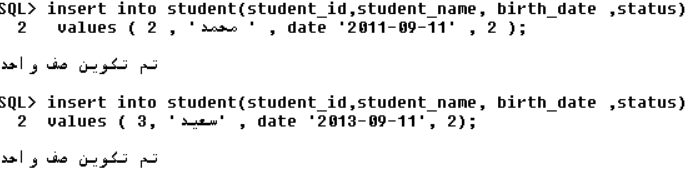 SQL> insert into student(student_id,student_name, birth_date ,status)
2 values ( 2 , 'محمد ' , date '2011-09-11' , 2 );
تم تكوين صف واحد
SQL> insert into student(student_id,student_name, birth_date ,status)
2 values ( 3, 'سعيد' , date '2013-09-11', 2);
تم تكوين صف واحد